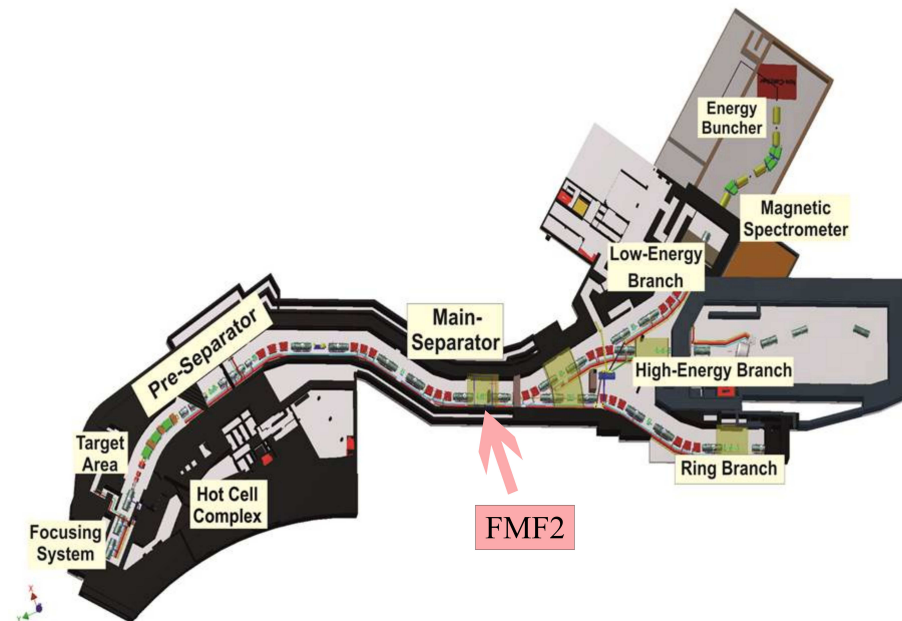 Energy
Buncher
Magnetic
Spectrometer
Low-Energy
Branch
Main-
Separator
Pre-Separator
High-Energy Branch
Target
Area
Hot Cell
Complex
Ring Branch
Focusing
System
FMF2
X
Y